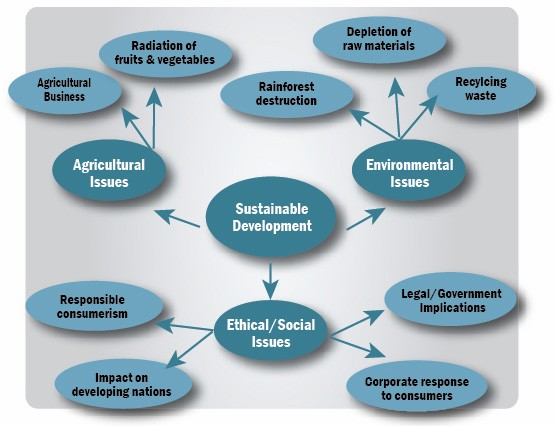 Radiation of
fruits & vegetables
Depletion of
raw materials
Agricultural
Business
Rainforest
destruction
Recylcing
waste
Agricultural
Issues
Environmental
Issues
Sustainable
Development
Responsible
consumerism
Legal/Government
Implications
Ethical/Social
Issues
Impact on
developing nations
Corporate response
to consumers